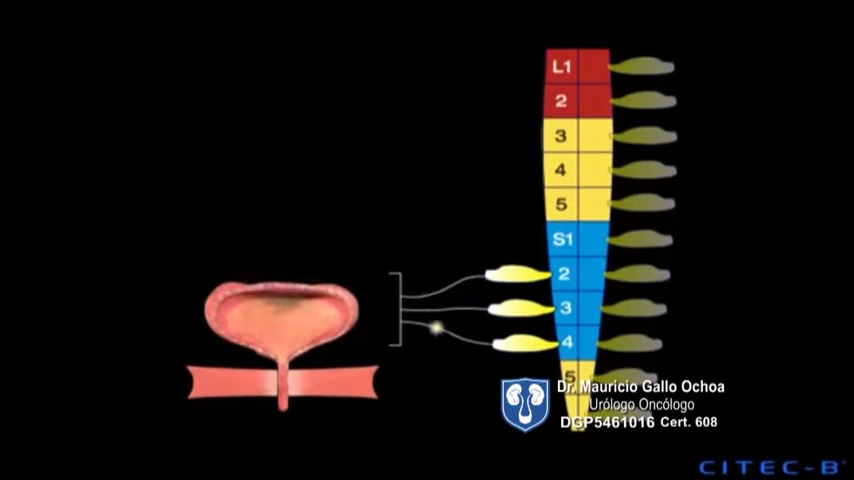 L1
2
3
4
5
S1
2
3
4
5
Dr. Mauricio Gallo Ochoa
Urólogo Oncólogo
DGP5461016 Cert. 608
CITEC-B